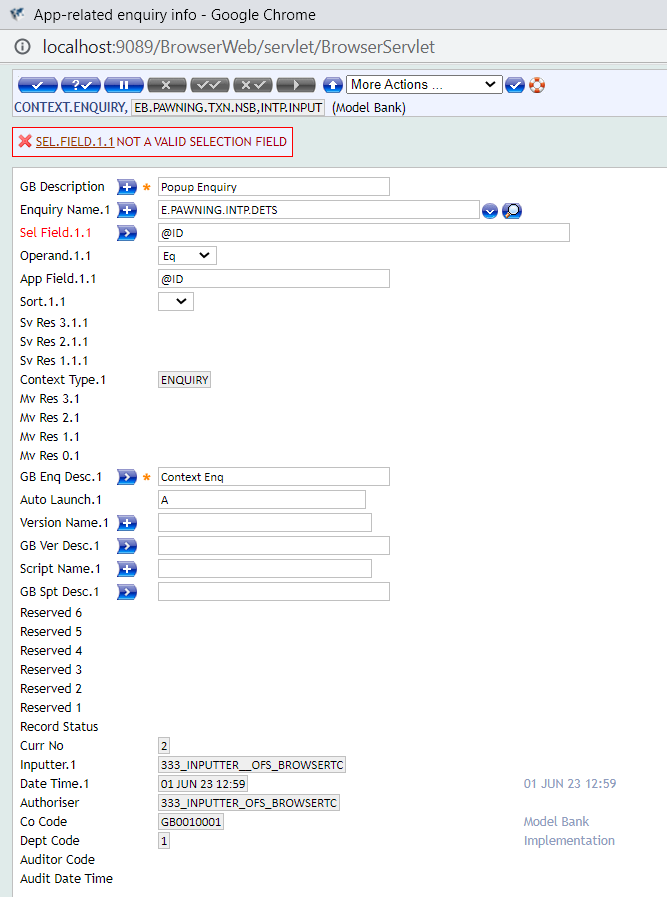 App-related enquiry info - Google Chrome
localhost:9089/BrowserWeb/servlet/BrowserServlet
More Actions ...
CONTEXT.ENQUIRY, EB.PAWNING.TXN.NSB,INTP.INPUT (Model Bank)
SEL.FIELD.1.1 NOT A VALID SELECTION FIELD
GB Description * Popup Enquiry
Enquiry Name.1 E.PAWNING.INTP.DETS
Sel Field.1.1 @ID
Operand.1.1 Eq
App Field.1.1 @ID
Sort.1.1
Sv Res 3.1.1
Sv Res 2.1.1
Sv Res 1.1.1
Context Type.1 ENQUIRY
Mv Res 3.1
Mv Res 2.1
Mv Res 1.1
Mv Res 0.1
GB Enq Desc.1 * Context Enq
Auto Launch.1 A
Version Name.1
GB Ver Desc.1
Script Name.1
GB Spt Desc.1
Reserved 6
Reserved 5
Reserved 4
Reserved 3
Reserved 2
Reserved 1
Record Status
Curr No 2
Inputter.1 333_INPUTTER__OFS_BROWSERTC
Date Time.1 01 JUN 23 12:59 01 JUN 23 12:59
Authoriser 333_INPUTTER_OFS_BROWSERTC
Co Code GB0010001 Model Bank
Dept Code 1 Implementation
Auditor Code
Audit Date Time